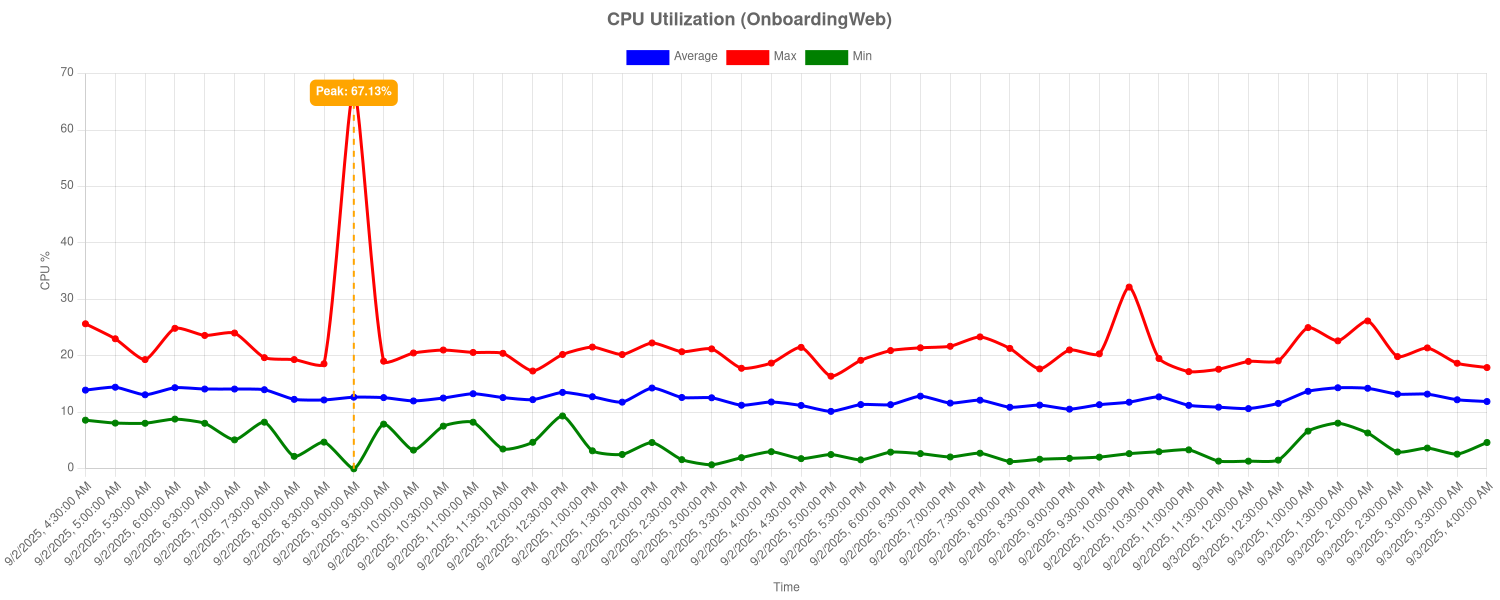 CPU Utilization (OnboardingWeb)
Average Max Min
Peak: 67.13%
70
60
50
40
30
20
10
0
CPU %
9/2/2025, 4:30:00 AM
9/2/2025, 5:00:00 AM
9/2/2025, 5:30:00 AM
9/2/2025, 6:00:00 AM
9/2/2025, 6:30:00 AM
9/2/2025, 7:00:00 AM
9/2/2025, 7:30:00 AM
9/2/2025, 8:00:00 AM
9/2/2025, 8:30:00 AM
9/2/2025, 9:00:00 AM
9/2/2025, 9:30:00 AM
9/2/2025, 10:00:00 AM
9/2/2025, 10:30:00 AM
9/2/2025, 11:00:00 AM
9/2/2025, 11:30:00 AM
9/2/2025, 12:00:00 PM
9/2/2025, 12:30:00 PM
9/2/2025, 1:00:00 PM
9/2/2025, 1:30:00 PM
9/2/2025, 2:00:00 PM
9/2/2025, 2:30:00 PM
9/2/2025, 3:00:00 PM
9/2/2025, 3:30:00 PM
9/2/2025, 4:00:00 PM
9/2/2025, 4:30:00 PM
9/2/2025, 5:00:00 PM
9/2/2025, 5:30:00 PM
9/2/2025, 6:00:00 PM
9/2/2025, 6:30:00 PM
9/2/2025, 7:00:00 PM
9/2/2025, 7:30:00 PM
9/2/2025, 8:00:00 PM
9/2/2025, 8:30:00 PM
9/2/2025, 9:00:00 PM
9/2/2025, 9:30:00 PM
9/2/2025, 10:00:00 PM
9/2/2025, 10:30:00 PM
9/2/2025, 11:00:00 PM
9/2/2025, 11:30:00 PM
9/3/2025, 12:00:00 AM
9/3/2025, 12:30:00 AM
9/3/2025, 1:00:00 AM
9/3/2025, 1:30:00 AM
9/3/2025, 2:00:00 AM
9/3/2025, 2:30:00 AM
9/3/2025, 3:00:00 AM
9/3/2025, 3:30:00 AM
9/3/2025, 4:00:00 AM
Time